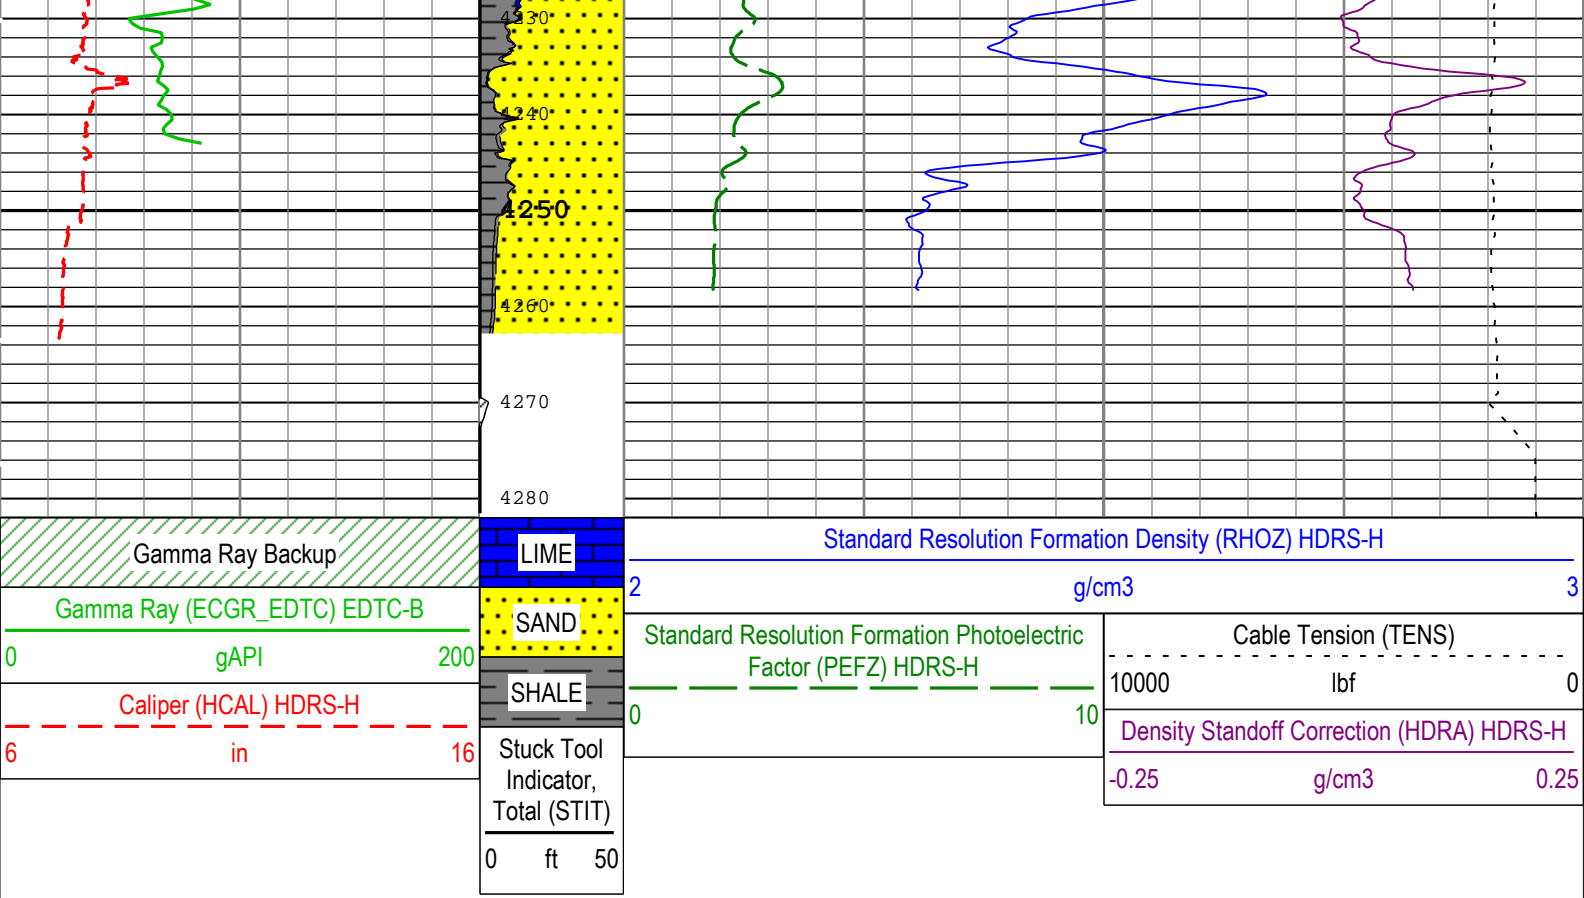 4230
4240
4250
4260
4270
4280
Gamma Ray Backup
Gamma Ray (ECGR_EDTC) EDTC-B
0 gAPI 200
Caliper (HCAL) HDRS-H
6 in 16
LIME
SAND
SHALE
Stuck Tool
Indicator,
Total (STIT)
0 ft 50
Standard Resolution Formation Density (RHOZ) HDRS-H
2 g/cm3 3
Standard Resolution Formation Photoelectric
Factor (PEFZ) HDRS-H
0 10
Cable Tension (TENS)
10000 lbf 0
Density Standoff Correction (HDRA) HDRS-H
-0.25 g/cm3 0.25